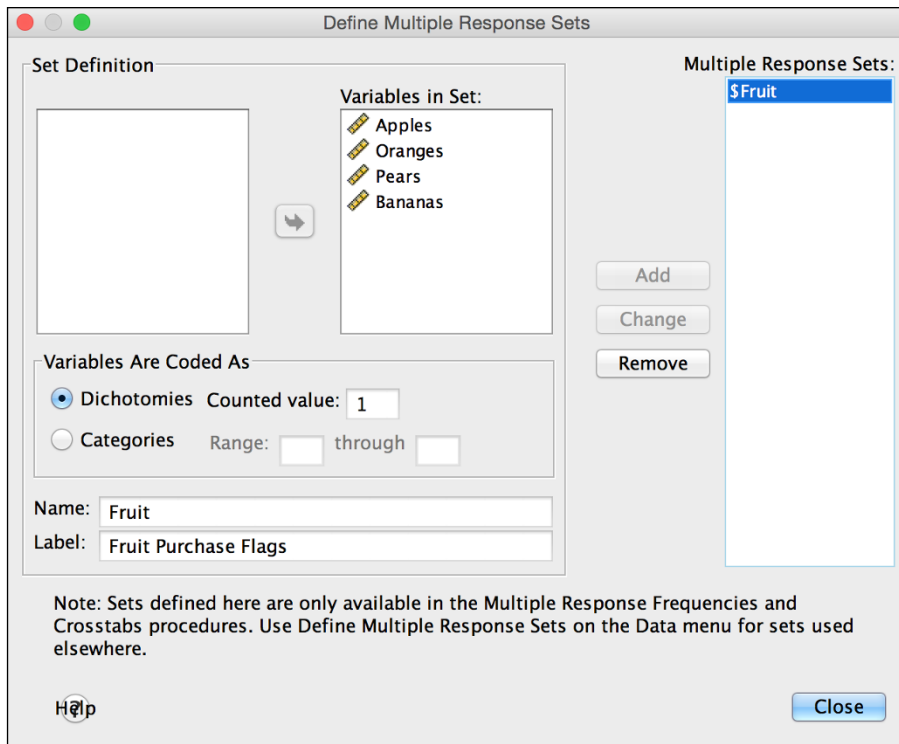 Define Multiple Response Sets
Set Definition
Variables in Set:
Apples
Oranges
Pears
Bananas
Variables Are Coded As
Dichotomies Counted value: 1
Categories Range: through
Name: Fruit
Label: Fruit Purchase Flags
Multiple Response Sets:
$Fruit
Add
Change
Remove
Note: Sets defined here are only available in the Multiple Response Frequencies and
Crosstabs procedures. Use Define Multiple Response Sets on the Data menu for sets used
elsewhere.
Help
?
Close